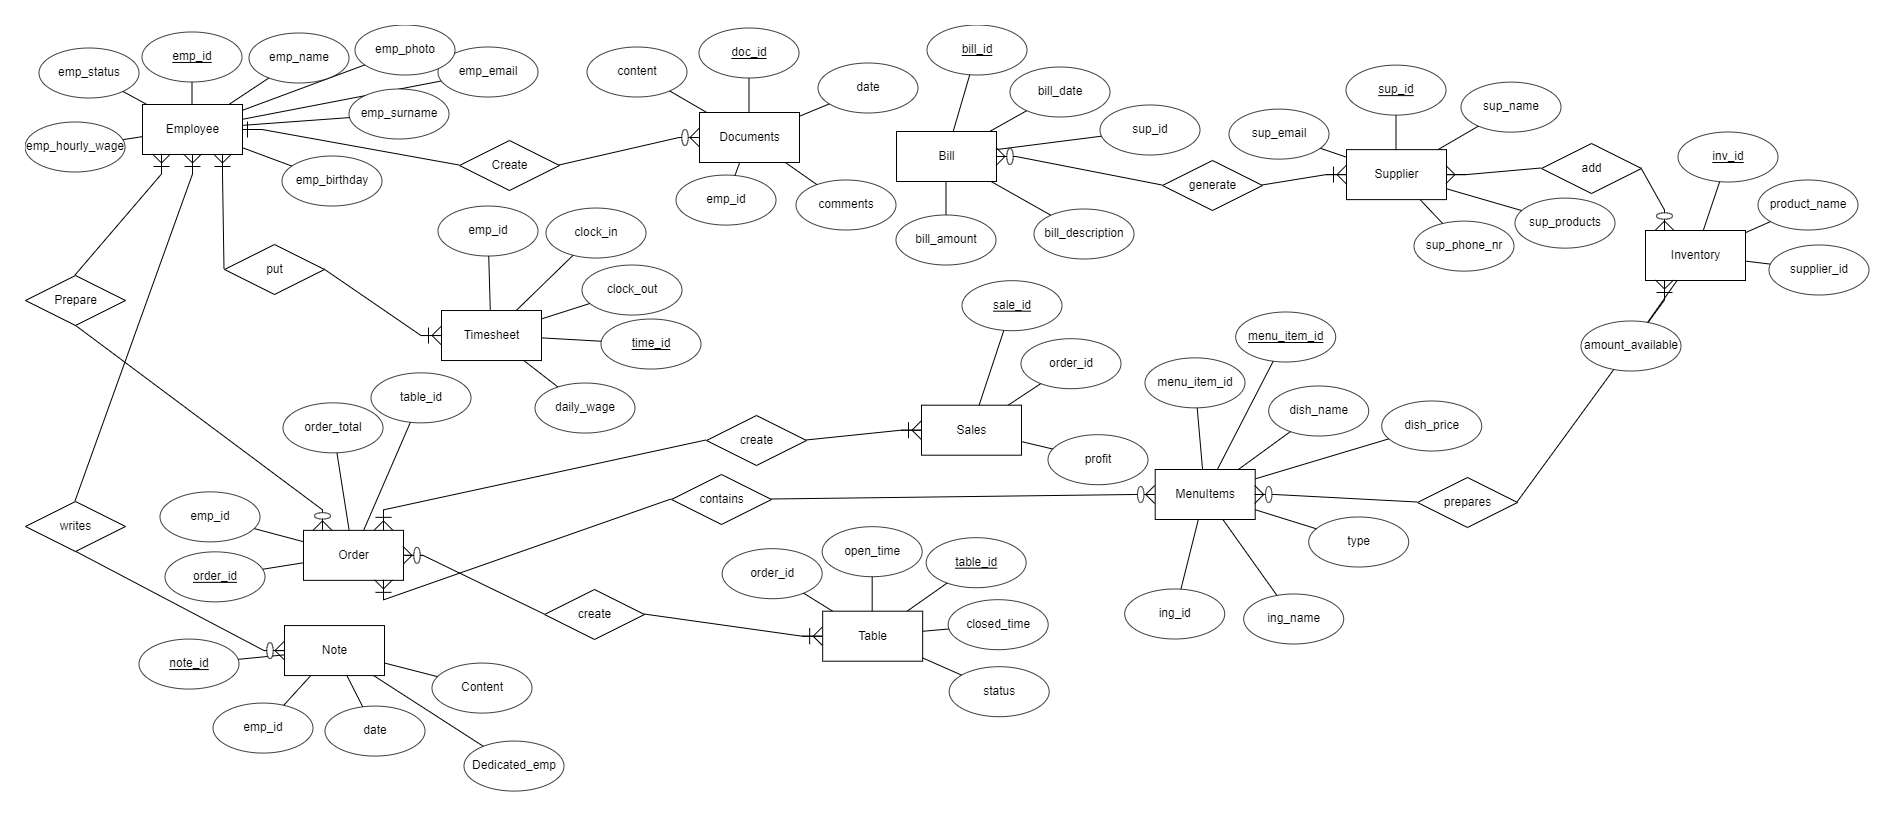 emp_status
emp_id
emp_name
emp_photo
emp_email
emp_surname
Employee
emp_hourly_wage
emp_birthday
Create
content
doc_id
date
Documents
emp_id
comments
bill_id
bill_date
sup_id
Bill
bill_amount
bill_description
generate
sup_email
sup_id
sup_name
Supplier
sup_products
sup_phone_nr
add
inv_id
product_name
Inventory
supplier_id
amount_available
Prepare
put
emp_id
clock_in
clock_out
Timesheet
time_id
daily_wage
sale_id
order_id
Sales
profit
create
contains
menu_item_id
menu_item_id
dish_name
dish_price
MenuItems
prepares
type
ing_id
ing_name
order_total
table_id
emp_id
order_id
Order
writes
create
order_id
open_time
table_id
closed_time
Table
status
Note
note_id
Content
emp_id
date
Dedicated_emp